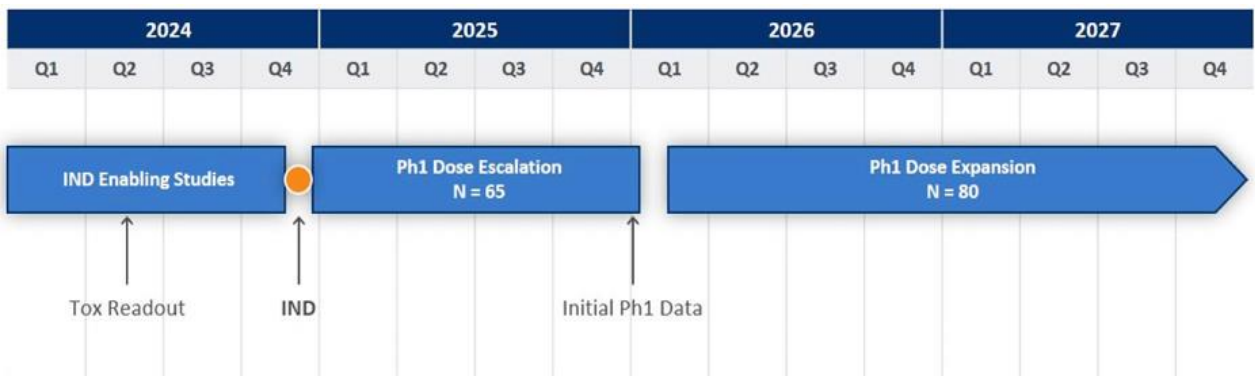 2024 2025 2026 2027
Q1 Q2 Q3 Q4 Q1 Q2 Q3 Q4 Q1 Q2 Q3 Q4 Q1 Q2 Q3 Q4
IND Enabling Studies
Ph1 Dose Escalation
N = 65
Ph1 Dose Expansion
N = 80
Tox Readout
IND
Initial Ph1 Data